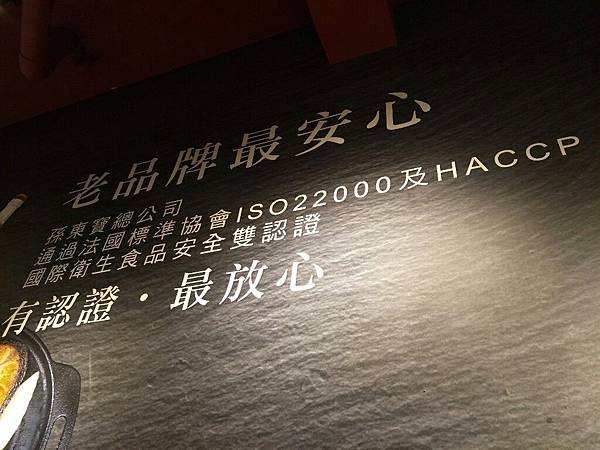 老品牌最安心
孫東寶總公司
通過法國標準協會ISO22000及HACCP
國際衛生食品安全雙認證
有認證·最放心